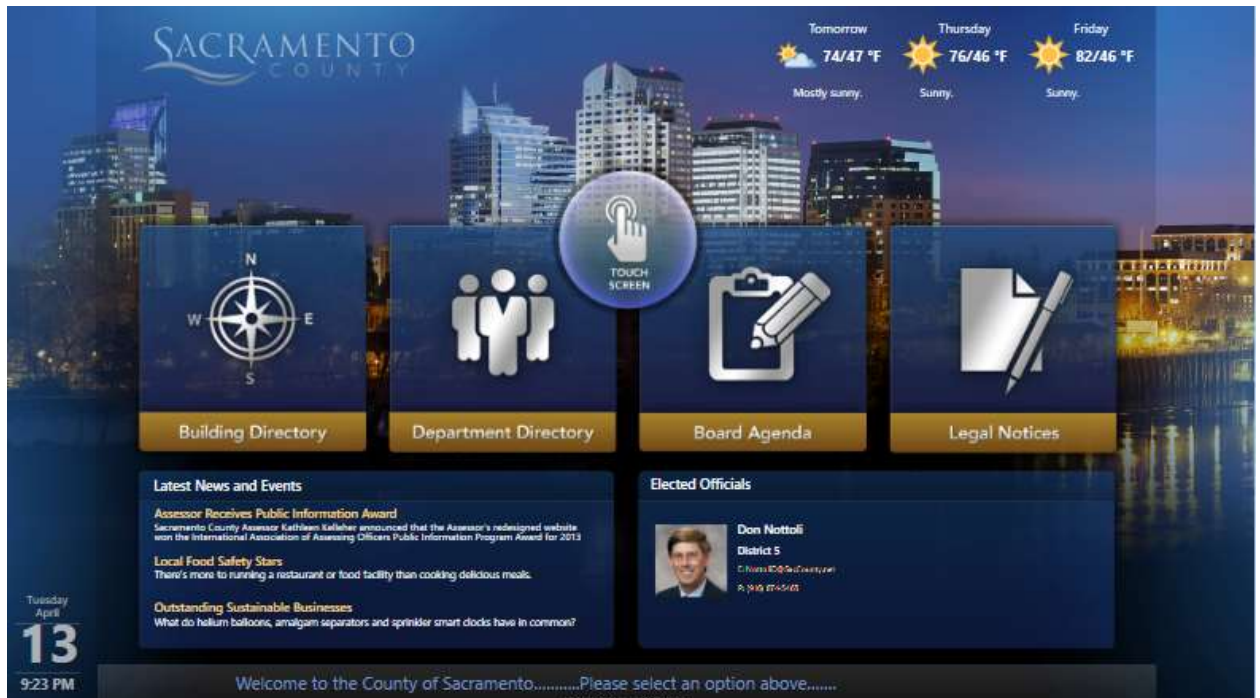 SACRAMENTO
COUNTY
Tomorrow
74/47 °F
Mostly sunny.
Thursday
76/46 °F
Sunny.
Friday
82/46 °F
Sunny.
TOUCH
SCREEN
N
W E
S
Building Directory
Department Directory
Board Agenda
Legal Notices
Latest News and Events
Assessor Receives Public Information Award
Sacramento County Assessor Kathleen Kelleher announced that the Assessor's redesigned website
won the International Association of Assessing Officers Public Information Program Award for 2013
Local Food Safety Stars
There's more to running a restaurant or food facility than cooking delicious meals.
Outstanding Sustainable Businesses
What do helium balloons, amalgam separators and sprinkler smart clocks have in common?
Elected Officials
Don Nottoli
District 5
E: NottoliD@SacCounty.net
P: (916)
Tuesday
April
13
9:23 PM
Welcome to the County of Sacramento...........Please select an option above.......